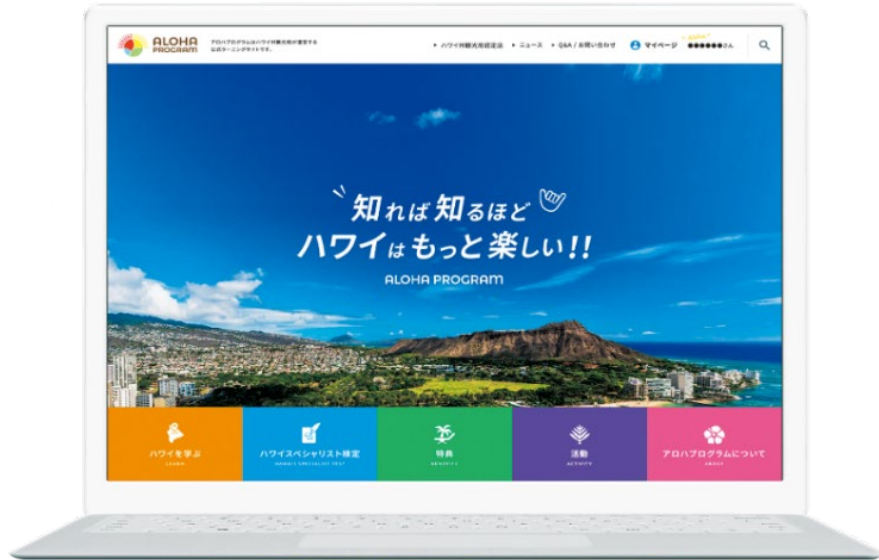 ALOHA
PROGRAM
アロハプログラムはハワイ州観光局が運営する
公式ラーニングサイトです。
ハワイ州観光局認定店
ニュース
Q&A / お問い合わせ
マイページ
Aloha!
●●●●●●さん
知れば知るほど
ハワイはもっと楽しい!!
ALOHA PROGRAM
ハワイを学ぶ
LEARN
ハワイスペシャリスト検定
HAWAII SPECIALIST TEST
特典
BENEFITS
活動
ACTIVITY
アロハプログラムについて
ABOUT